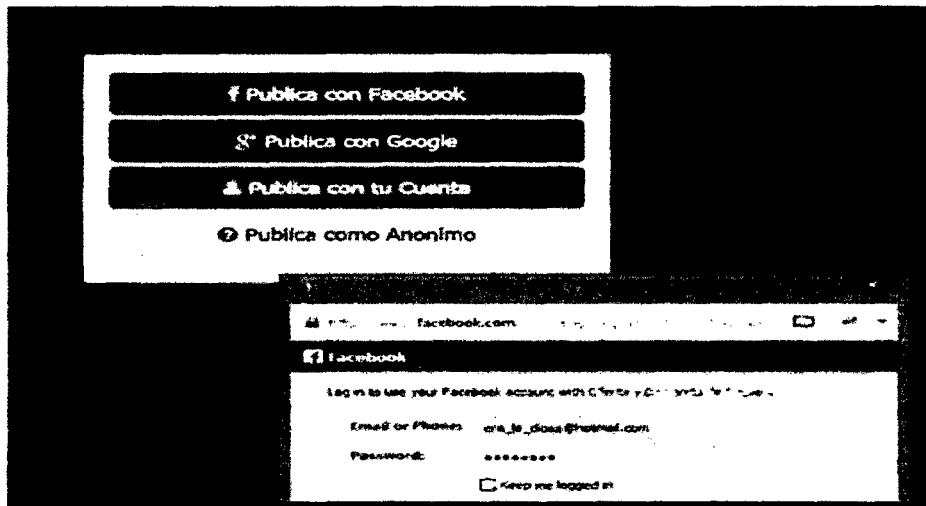 f Publica con Facebook
g+ Publica con Google
Publica con tu Cuenta
Publica como Anonimo
facebook.com
Facebook
Log in to use your Facebook account with
Email or Phone:
Password: ••••••••
Keep me logged in